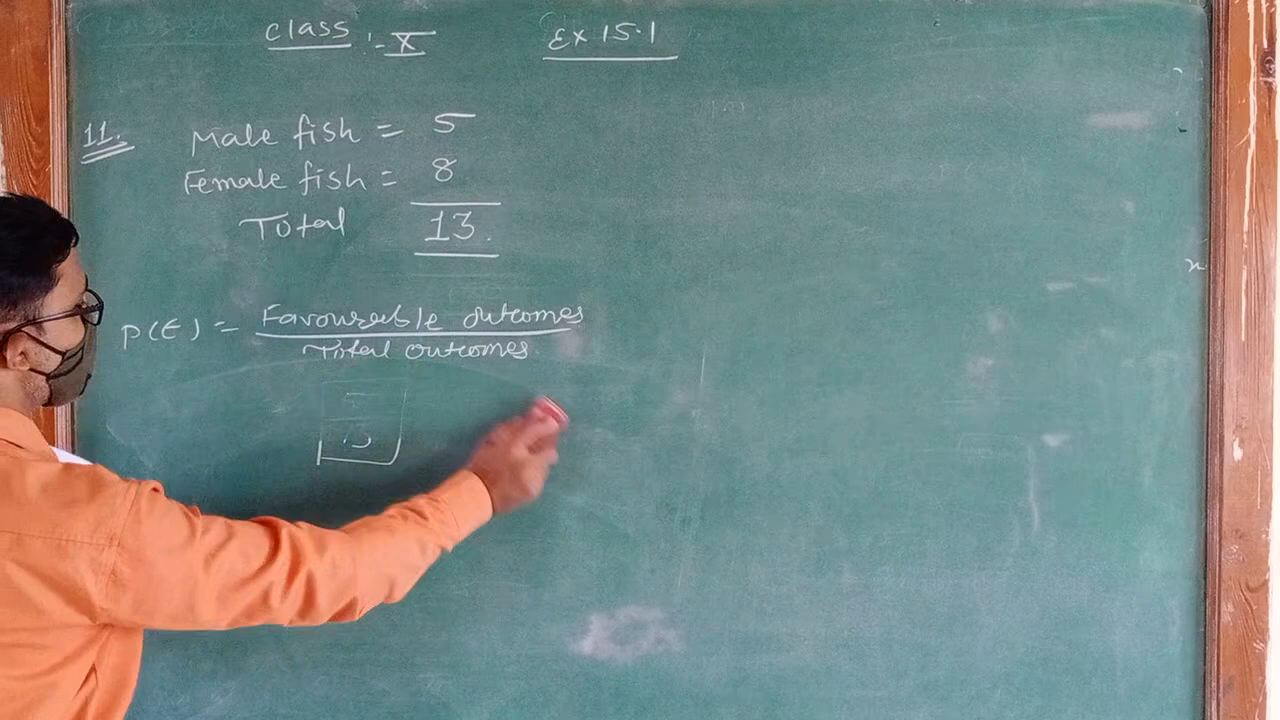 class :- X
Ex 15.1
11. Male fish = 5
Female fish = 8
Total 13.
P(E) = Favourable outcomes
Total outcomes